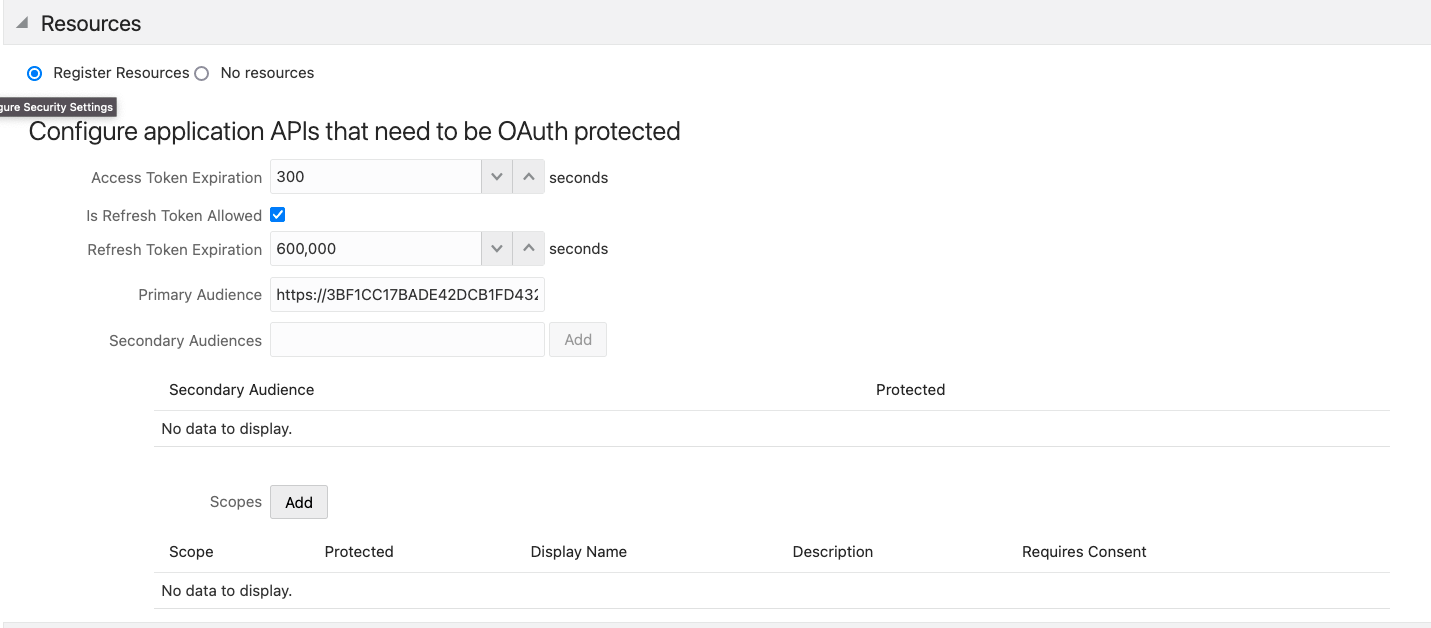 Resources
Register Resources No resources
gure Security Settings
Configure application APIs that need to be OAuth protected
Access Token Expiration 300 seconds
Is Refresh Token Allowed
Refresh Token Expiration 600,000 seconds
Primary Audience https://3BF1CC17BADE42DCB1FD432
Secondary Audiences Add
Secondary Audience Protected
No data to display.
Scopes Add
Scope Protected Display Name Description Requires Consent
No data to display.